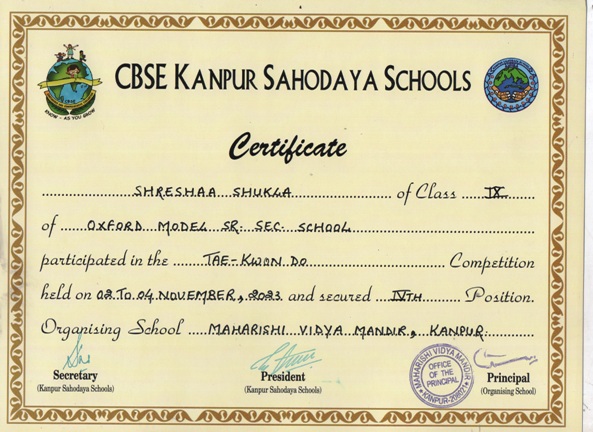 CBSE KANPUR SAHODAYA SCHOOLS
KNOW - AS YOU GROW
Certificate
SHRESHAA SHUKLA of Class IX
of OXFORD MODEL SR. SEC. SCHOOL
participated in the TAE-KWON DO Competition
held on 02 TO 04 NOVEMBER, 2023 and secured IVTH Position.
Organising School MAHARISHI VIDYA MANDIR, KANPUR
Secretary
(Kanpur Sahodaya Schools)
President
(Kanpur Sahodaya Schools)
MAHARISHI VIDYA MANDIR
OFFICE
OF THE
PRINCIPAL
KANPUR-208021
Principal
(Organising School)